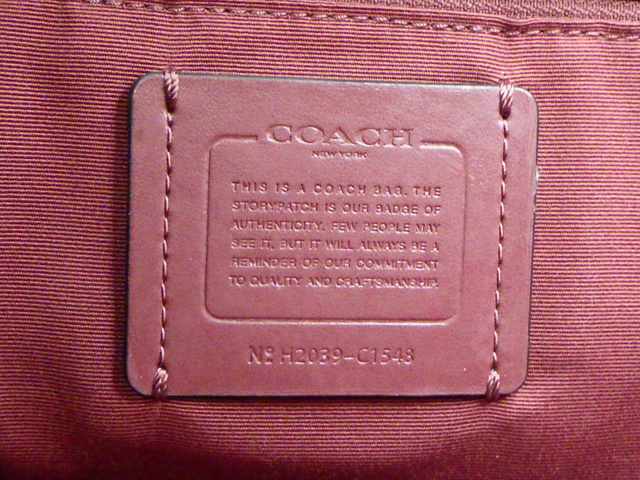 COACH
NEW YORK
THIS IS A COACH BAG. THE
STORYPATCH IS OUR BADGE OF
AUTHENTICITY. FEW PEOPLE MAY
SEE IT, BUT IT WILL ALWAYS BE A
REMINDER OF OUR COMMITMENT
TO QUALITY AND CRAFTSMANSHIP.
Nº H2039-C1548